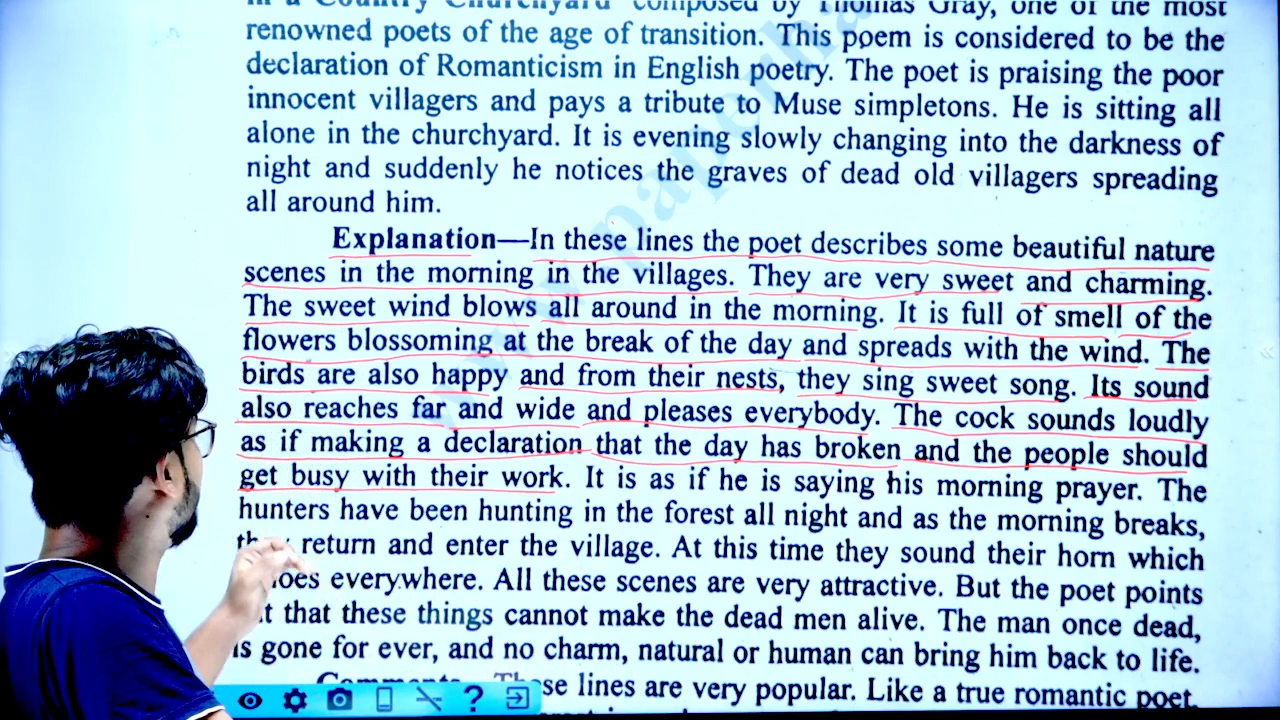 in a Country Churchyard' composed by Thomas Gray, one of the most
renowned poets of the age of transition. This poem is considered to be the
declaration of Romanticism in English poetry. The poet is praising the poor
innocent villagers and pays a tribute to Muse simpletons. He is sitting all
alone in the churchyard. It is evening slowly changing into the darkness of
night and suddenly he notices the graves of dead old villagers spreading
all around him.
Explanation—In these lines the poet describes some beautiful nature
scenes in the morning in the villages. They are very sweet and charming.
The sweet wind blows all around in the morning. It is full of smell of the
flowers blossoming at the break of the day and spreads with the wind. The
birds are also happy and from their nests, they sing sweet song. Its sound
also reaches far and wide and pleases everybody. The cock sounds loudly
as if making a declaration that the day has broken and the people should
get busy with their work. It is as if he is saying his morning prayer. The
hunters have been hunting in the forest all night and as the morning breaks,
return and enter the village. At this time they sound their horn which
everywhere. All these scenes are very attractive. But the poet points
that these things cannot make the dead men alive. The man once dead,
is gone for ever, and no charm, natural or human can bring him back to life.
lines are very popular. Like a true romantic poet,